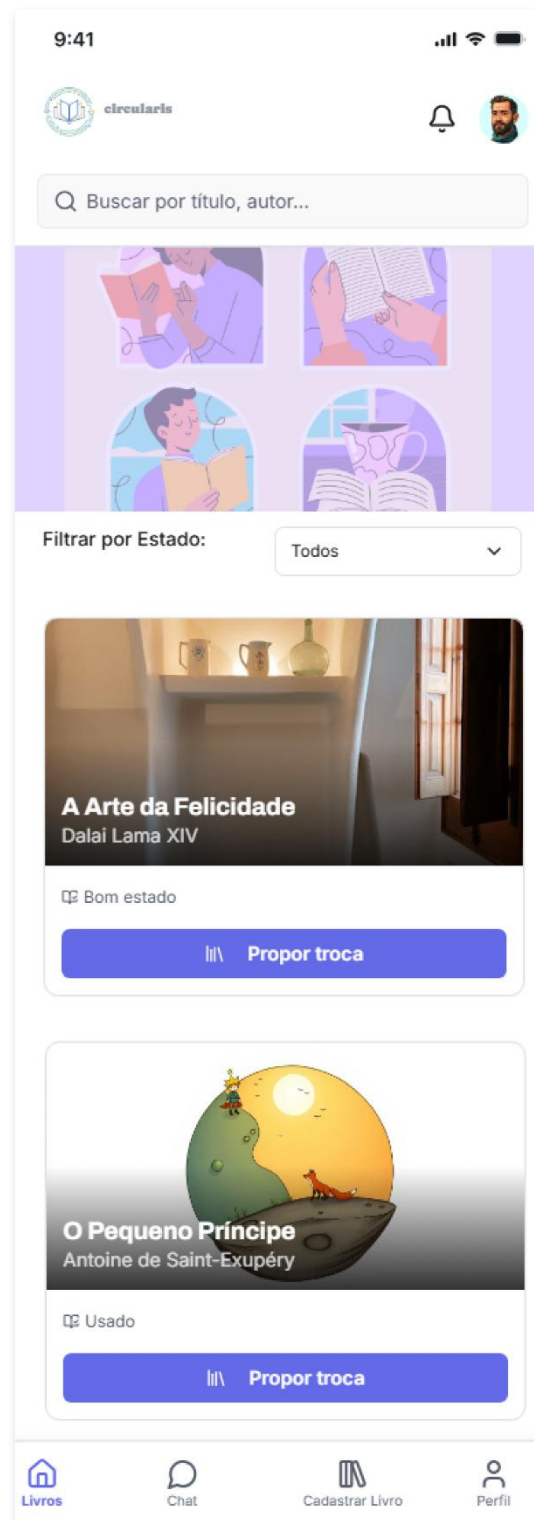 9:41
circularis
Buscar por título, autor...
Filtrar por Estado:
Todos
A Arte da Felicidade
Dalai Lama XIV
Bom estado
Propor troca
O Pequeno Príncipe
Antoine de Saint-Exupéry
Usado
Propor troca
Livros
Chat
Cadastrar Livro
Perfil